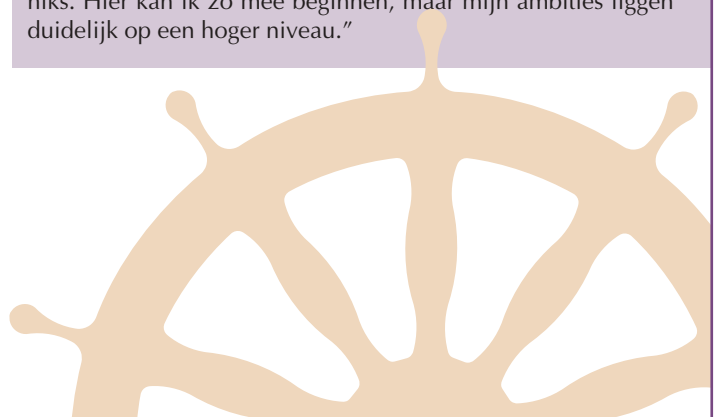 niks. Hier kan ik zo mee beginnen, maar mijn ambities liggen
duidelijk op een hoger niveau.”